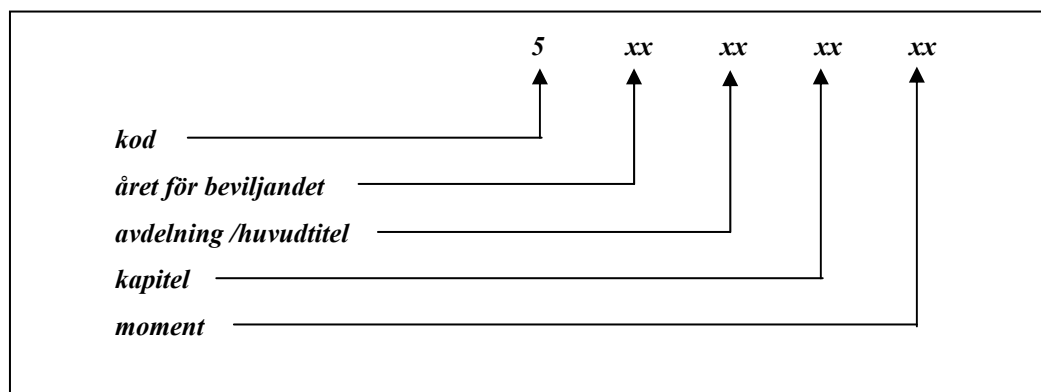 5 xx xx xx xx
kod
året för beviljandet
avdelning /huvudtitel
kapitel
moment